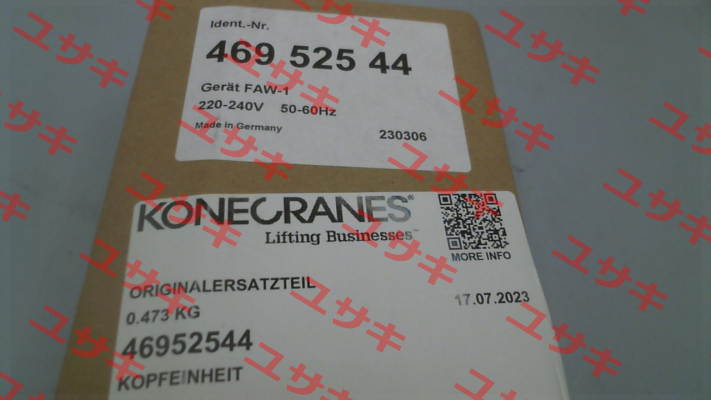 Ident.-Nr.
469 525 44
Gerät FAW-1
220-240V 50-60Hz
Made in Germany
230306
KONECRANES®
Lifting Businesses™
MORE INFO
ORIGINALERSATZTEIL
17.07.2023
0.473 KG
46952544
KOPFEINHEIT
ユサキ